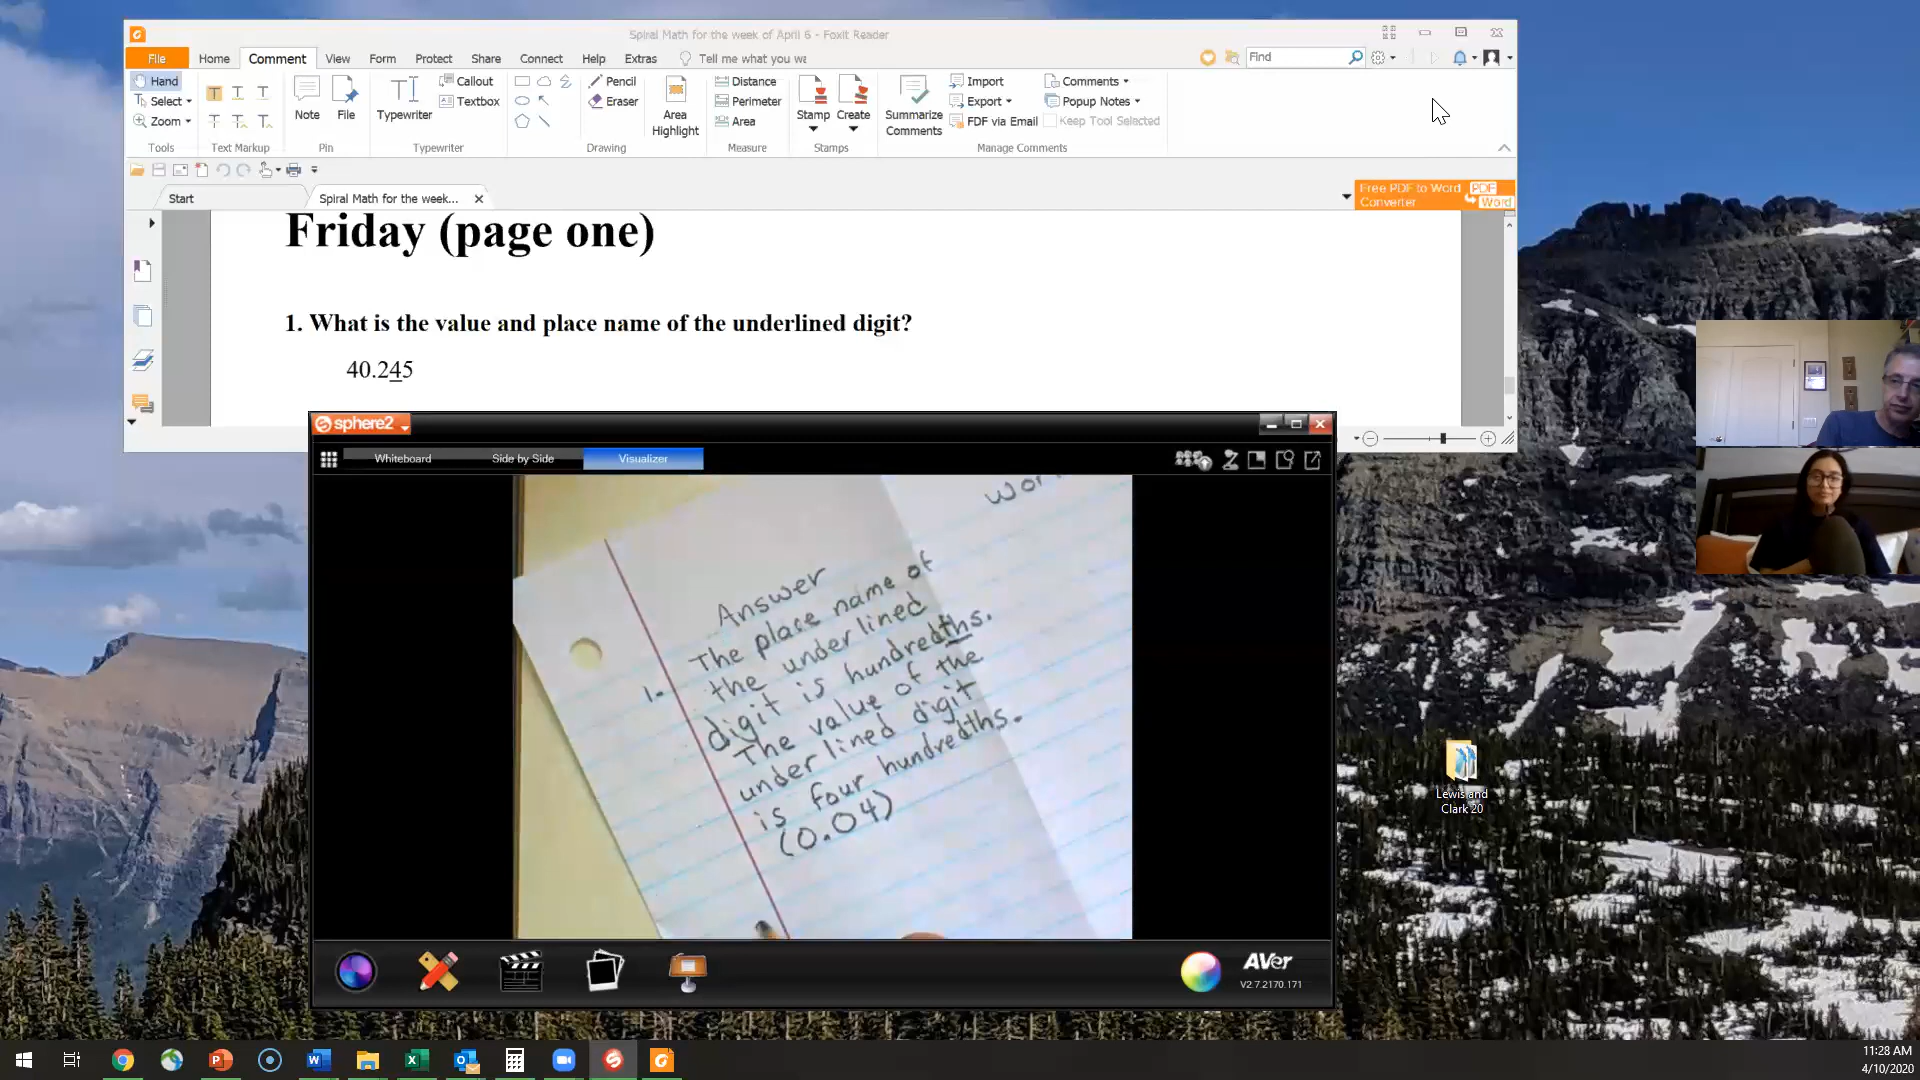 Spiral Math for the week of April 6 - Foxit Reader
File Home Comment View Form Protect Share Connect Help Extras Tell me what you wa Find
Hand
Select
Zoom
Tools
Text Markup
Note
File
Pin
Typewriter
Callout
Textbox
Typewriter
Pencil
Eraser
Area
Highlight
Drawing
Distance
Perimeter
Area
Measure
Stamp
Create
Stamps
Summarize
Comments
Import
Export
FDF via Email
Comments
Popup Notes
Keep Tool Selected
Manage Comments
Start
Spiral Math for the week...
Free PDF to Word
Converter
PDF
Word
Friday (page one)
1. What is the value and place name of the underlined digit?
40.245
sphere2
Whiteboard Side by Side Visualizer
Wor
Answer
1. The place name of
the underlined
digit is hundredths.
The value of the
underlined digit
is four hundredths.
(0.04)
AVer
V2.7.2170.171
Lewis and
Clark 20
11:28 AM
4/10/2020